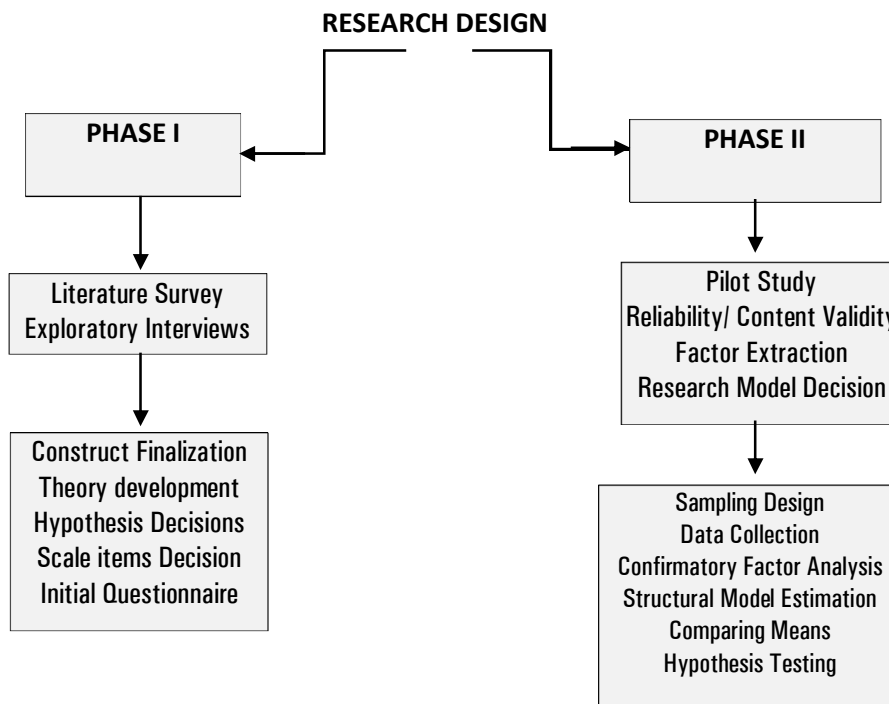 RESEARCH DESIGN
PHASE I
Literature Survey
Exploratory Interviews
Construct Finalization
Theory development
Hypothesis Decisions
Scale items Decision
Initial Questionnaire
PHASE II
Pilot Study
Reliability/ Content Validity
Factor Extraction
Research Model Decision
Sampling Design
Data Collection
Confirmatory Factor Analysis
Structural Model Estimation
Comparing Means
Hypothesis Testing